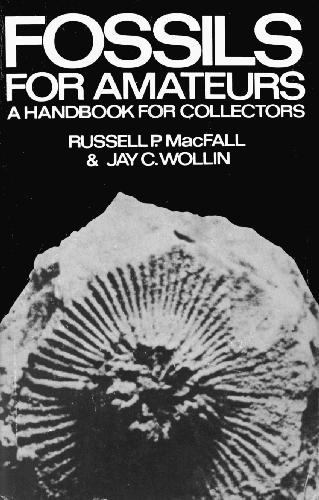 FOSSILS
FOR AMATEURS
A HANDBOOK FOR COLLECTORS
RUSSELL P. MacFALL
& JAY C. WOLLIN